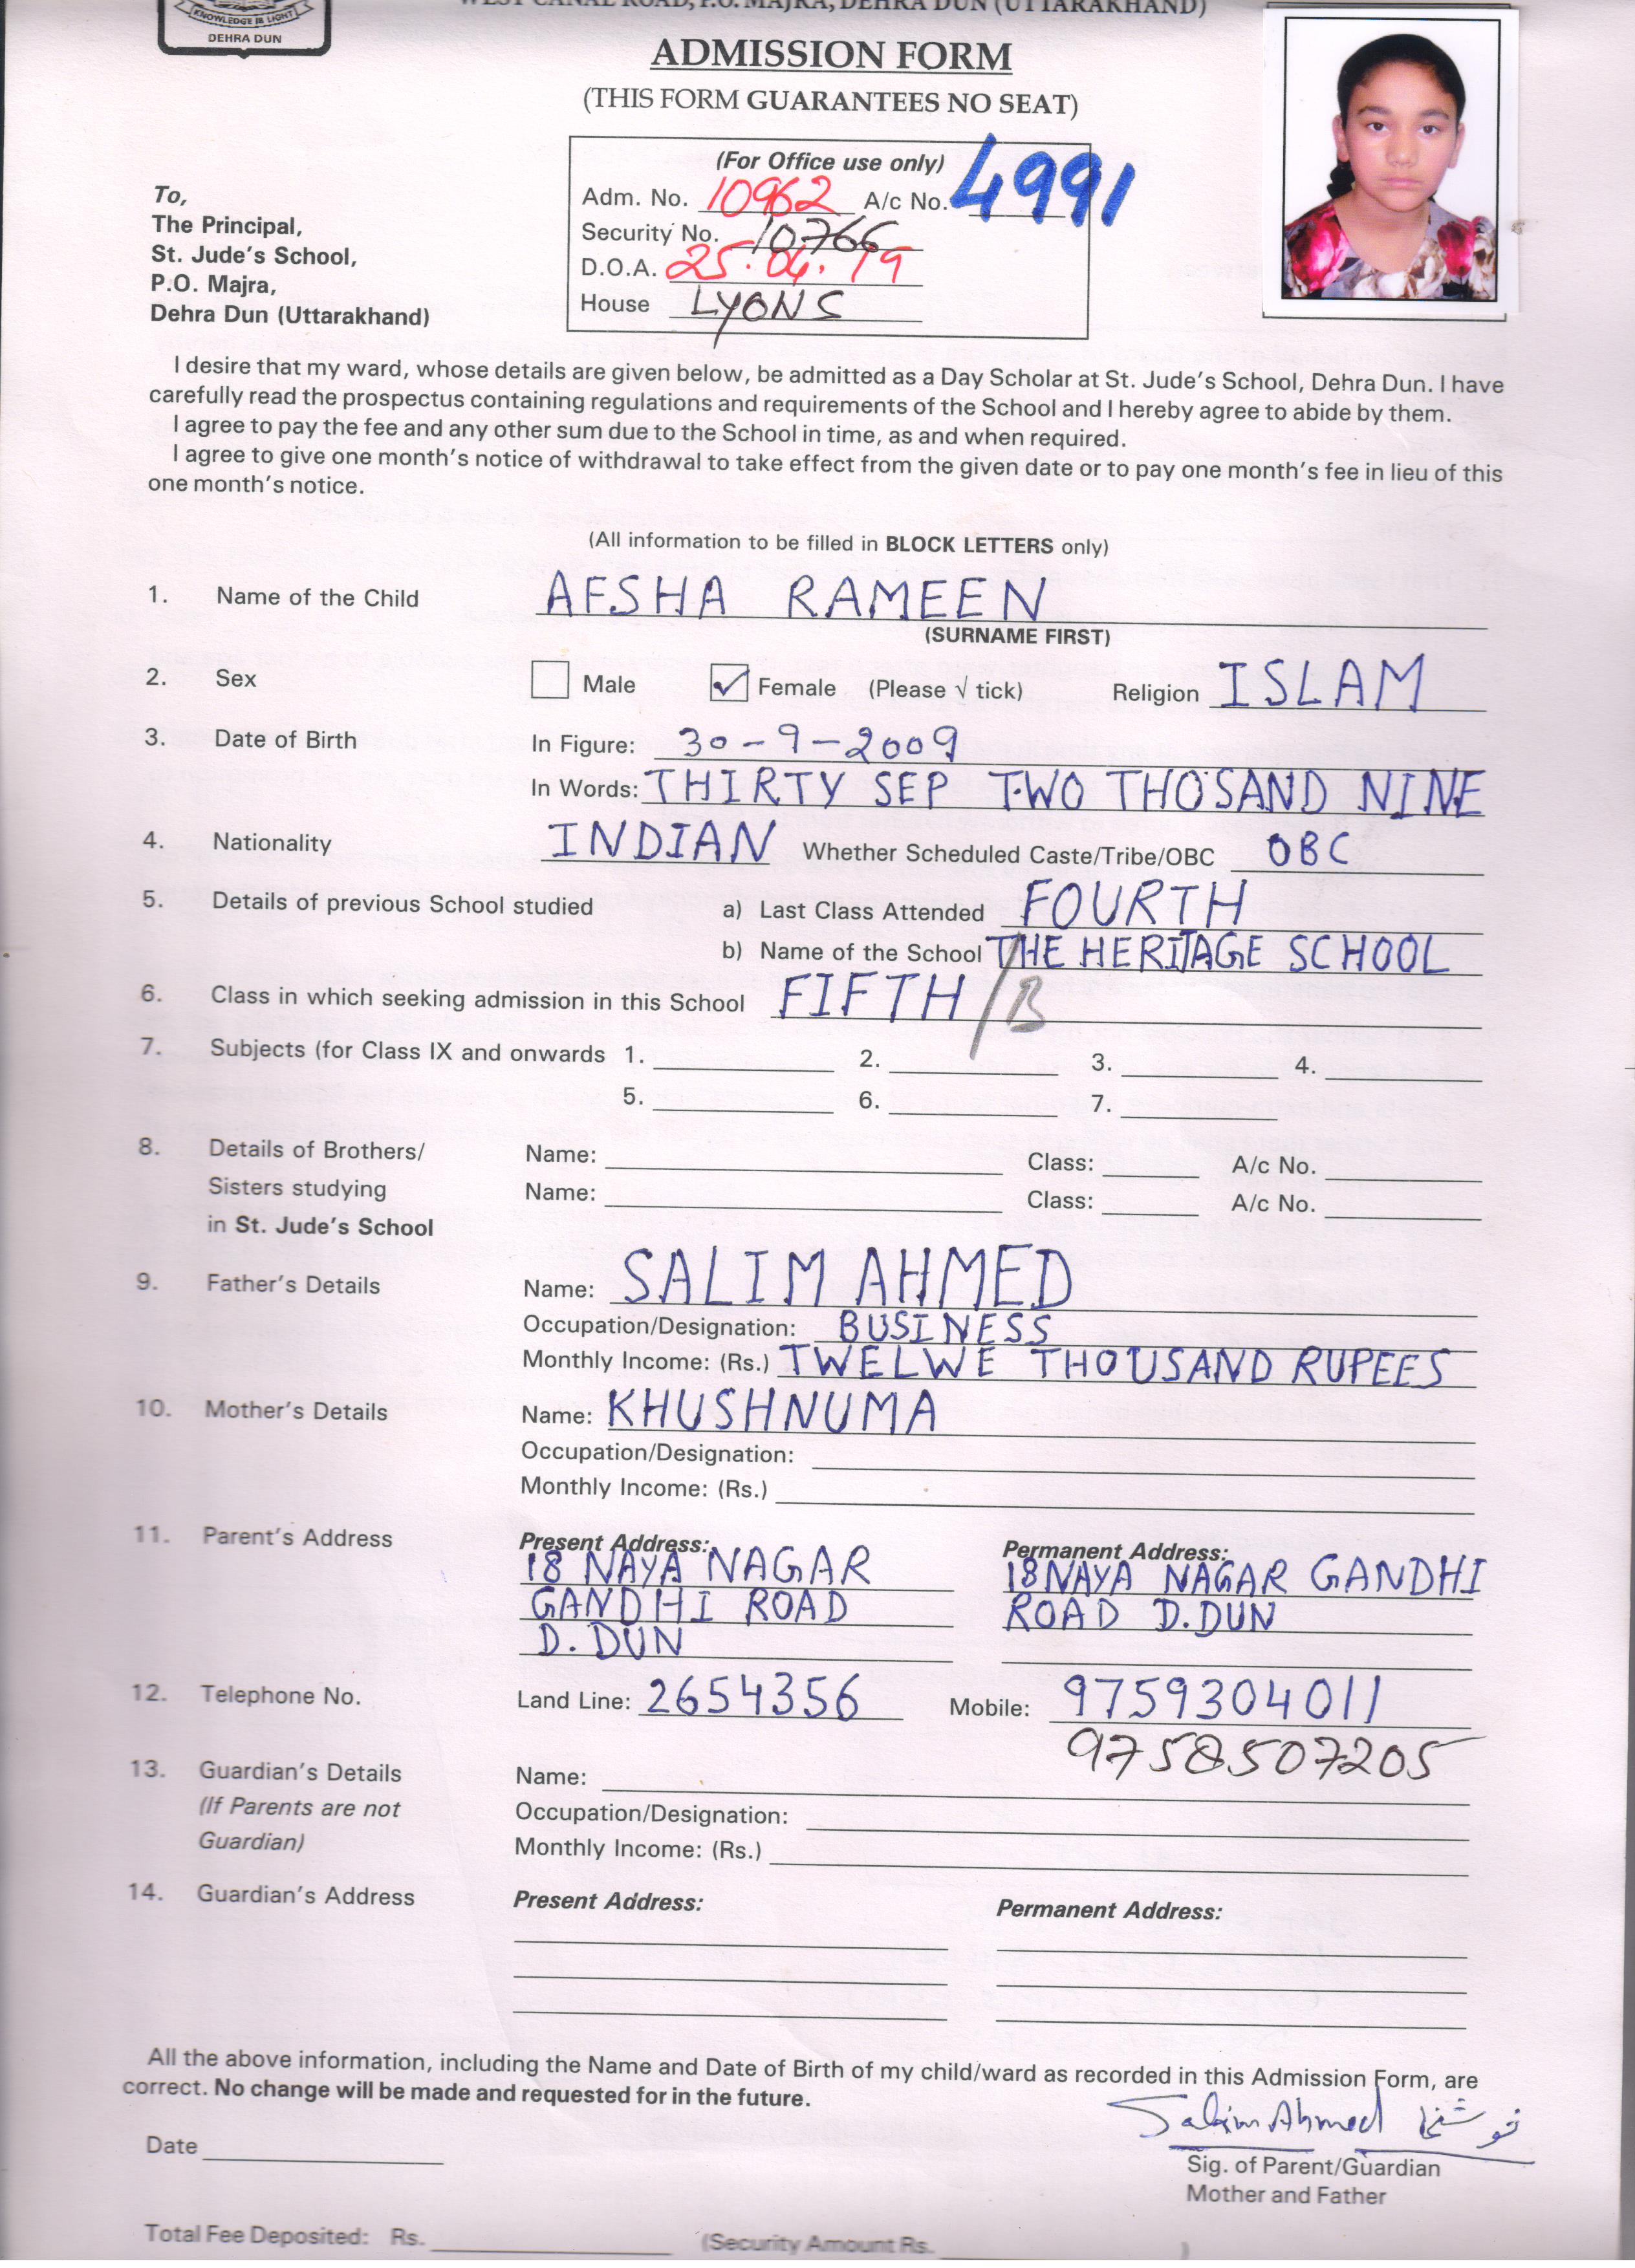 KNOWLEDGE IS LIGHT
DEHRA DUN
WEST CANAL ROAD, P.O. MAJRA, DEHRA DUN (UTTARAKHAND)
ADMISSION FORM
(THIS FORM GUARANTEES NO SEAT)
(For Office use only)
Adm. No. 10962 A/c No. 4991
Security No. 10766
D.O.A. 25.04.19
House LYONS
To,
The Principal,
St. Jude's School,
P.O. Majra,
Dehra Dun (Uttarakhand)
I desire that my ward, whose details are given below, be admitted as a Day Scholar at St. Jude's School, Dehra Dun. I have
carefully read the prospectus containing regulations and requirements of the School and I hereby agree to abide by them.
I agree to pay the fee and any other sum due to the School in time, as and when required.
I agree to give one month's notice of withdrawal to take effect from the given date or to pay one month's fee in lieu of this
one month's notice.
(All information to be filled in BLOCK LETTERS only)
1. Name of the Child AFSHA RAMEEN
(SURNAME FIRST)
2. Sex Male ✓ Female (Please √ tick) Religion ISLAM
3. Date of Birth In Figure: 30-9-2009
In Words: THIRTY SEP TWO THOSAND NINE
4. Nationality INDIAN Whether Scheduled Caste/Tribe/OBC OBC
5. Details of previous School studied a) Last Class Attended FOURTH
b) Name of the School THE HERITAGE SCHOOL
6. Class in which seeking admission in this School FIFTH/B
7. Subjects (for Class IX and onwards 1. 2. 3. 4.
5. 6. 7.
8. Details of Brothers/ Name: Class: A/c No.
Sisters studying Name: Class: A/c No.
in St. Jude's School
9. Father's Details Name: SALIM AHMED
Occupation/Designation: BUSINESS
Monthly Income: (Rs.) TWELWE THOUSAND RUPEES
10. Mother's Details Name: KHUSHNUMA
Occupation/Designation:
Monthly Income: (Rs.)
11. Parent's Address Present Address: Permanent Address:
18 NAYA NAGAR 18 NAYA NAGAR GANDHI
GANDHI ROAD ROAD D.DUN
D. DUN
12. Telephone No. Land Line: 2654356 Mobile: 9759304011
9758507205
13. Guardian's Details Name:
(If Parents are not Occupation/Designation:
Guardian) Monthly Income: (Rs.)
14. Guardian's Address Present Address: Permanent Address:
All the above information, including the Name and Date of Birth of my child/ward as recorded in this Admission Form, are
correct. No change will be made and requested for in the future.
Salim Ahmed خوشنما
Date
Sig. of Parent/Guardian
Mother and Father
Total Fee Deposited: Rs. (Security Amount Rs. )